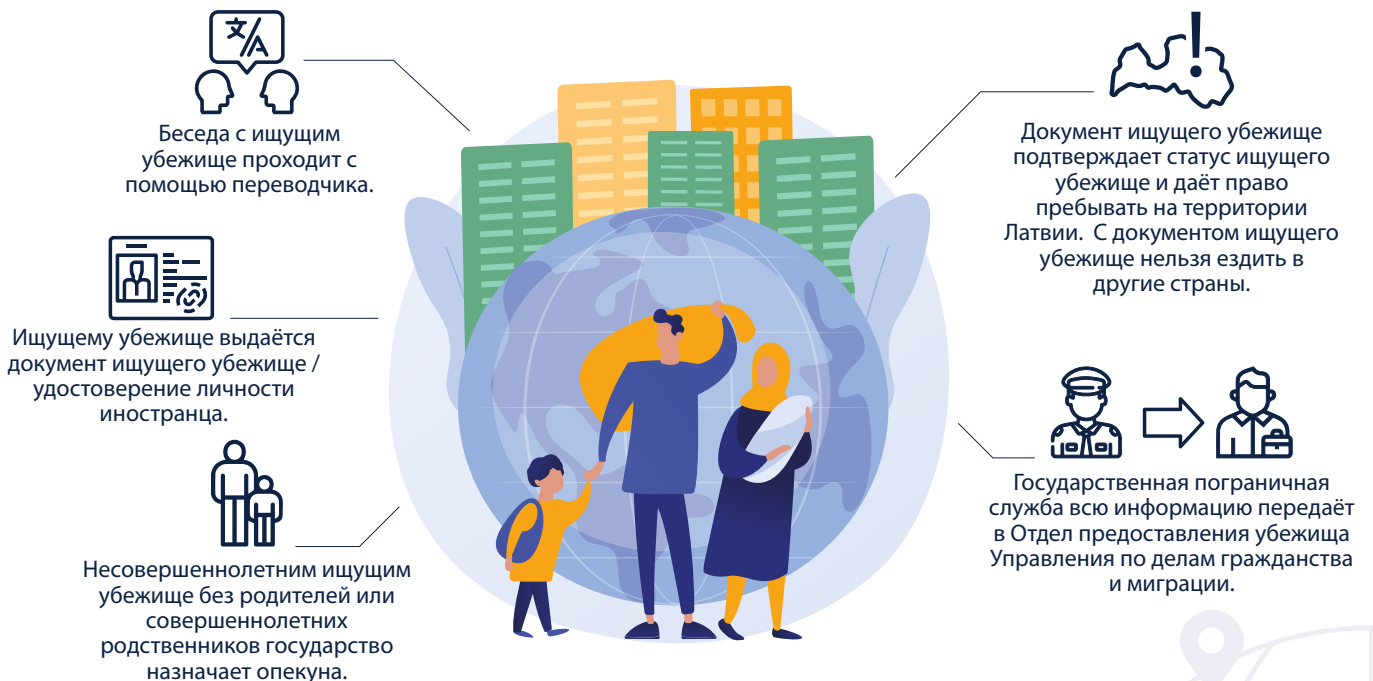 文/A
!
Беседа с ищущим
убежище проходит с
помощью переводчика.
Ищущему убежище выдаётся
документ ищущего убежище /
удостоверение личности
иностранца.
Несовершеннолетним ищущим
убежище без родителей или
совершеннолетних
родственников государство
назначает опекуна.
Документ ищущего убежище
подтверждает статус ищущего
убежище и даёт право
пребывать на территории
Латвии. С документом ищущего
убежище нельзя ездить в
другие страны.
Государственная пограничная
служба всю информацию передаёт
в Отдел предоставления убежища
Управления по делам гражданства
и миграции.